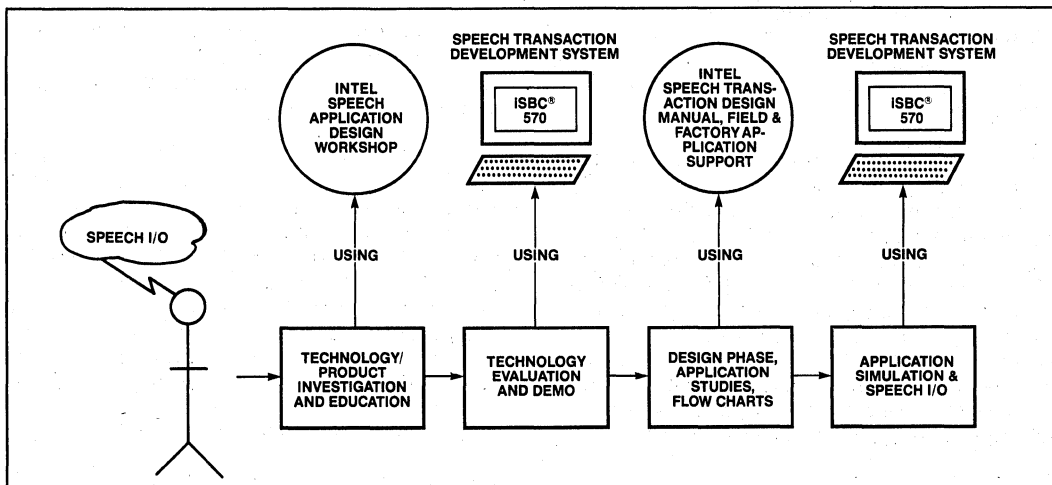 INTEL
SPEECH
APPLICATION
DESIGN
WORKSHOP
SPEECH TRANSACTION
DEVELOPMENT SYSTEM
iSBC®
570
INTEL
SPEECH TRANS-
ACTION DESIGN
MANUAL, FIELD &
FACTORY AP-
PLICATION
SUPPORT
SPEECH TRANSACTION
DEVELOPMENT SYSTEM
iSBC®
570
SPEECH I/O
USING
USING
USING
USING
TECHNOLOGY/
PRODUCT
INVESTIGATION
AND EDUCATION
TECHNOLOGY
EVALUATION
AND DEMO
DESIGN PHASE,
APPLICATION
STUDIES,
FLOW CHARTS
APPLICATION
SIMULATION &
SPEECH I/O